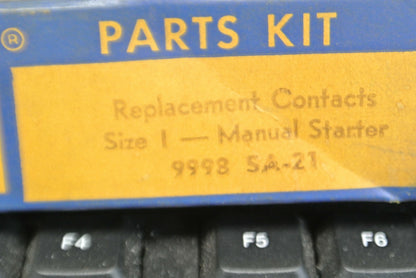 ® PARTS KIT
Replacement Contacts
Size 1 — Manual Starter
9998 SA-21
F4 F5 F6